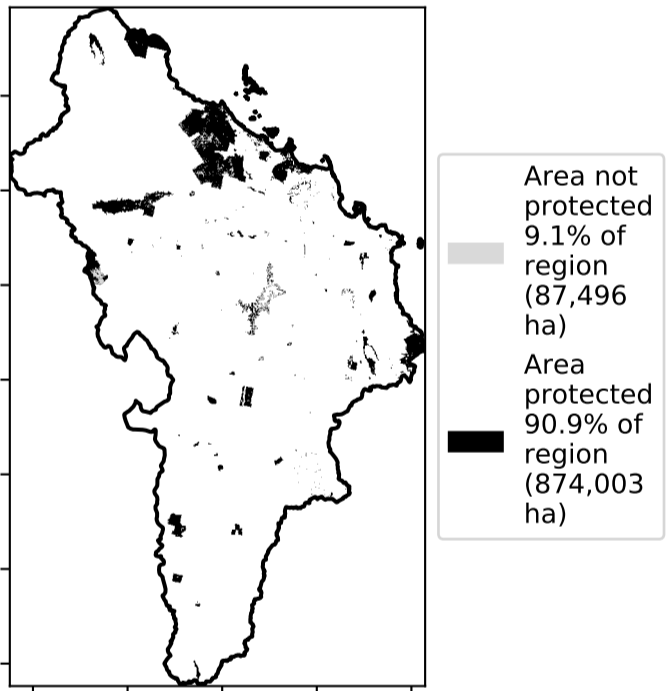 Area not
protected
9.1% of
region
(87,496
ha)
Area
protected
90.9% of
region
(874,003
ha)